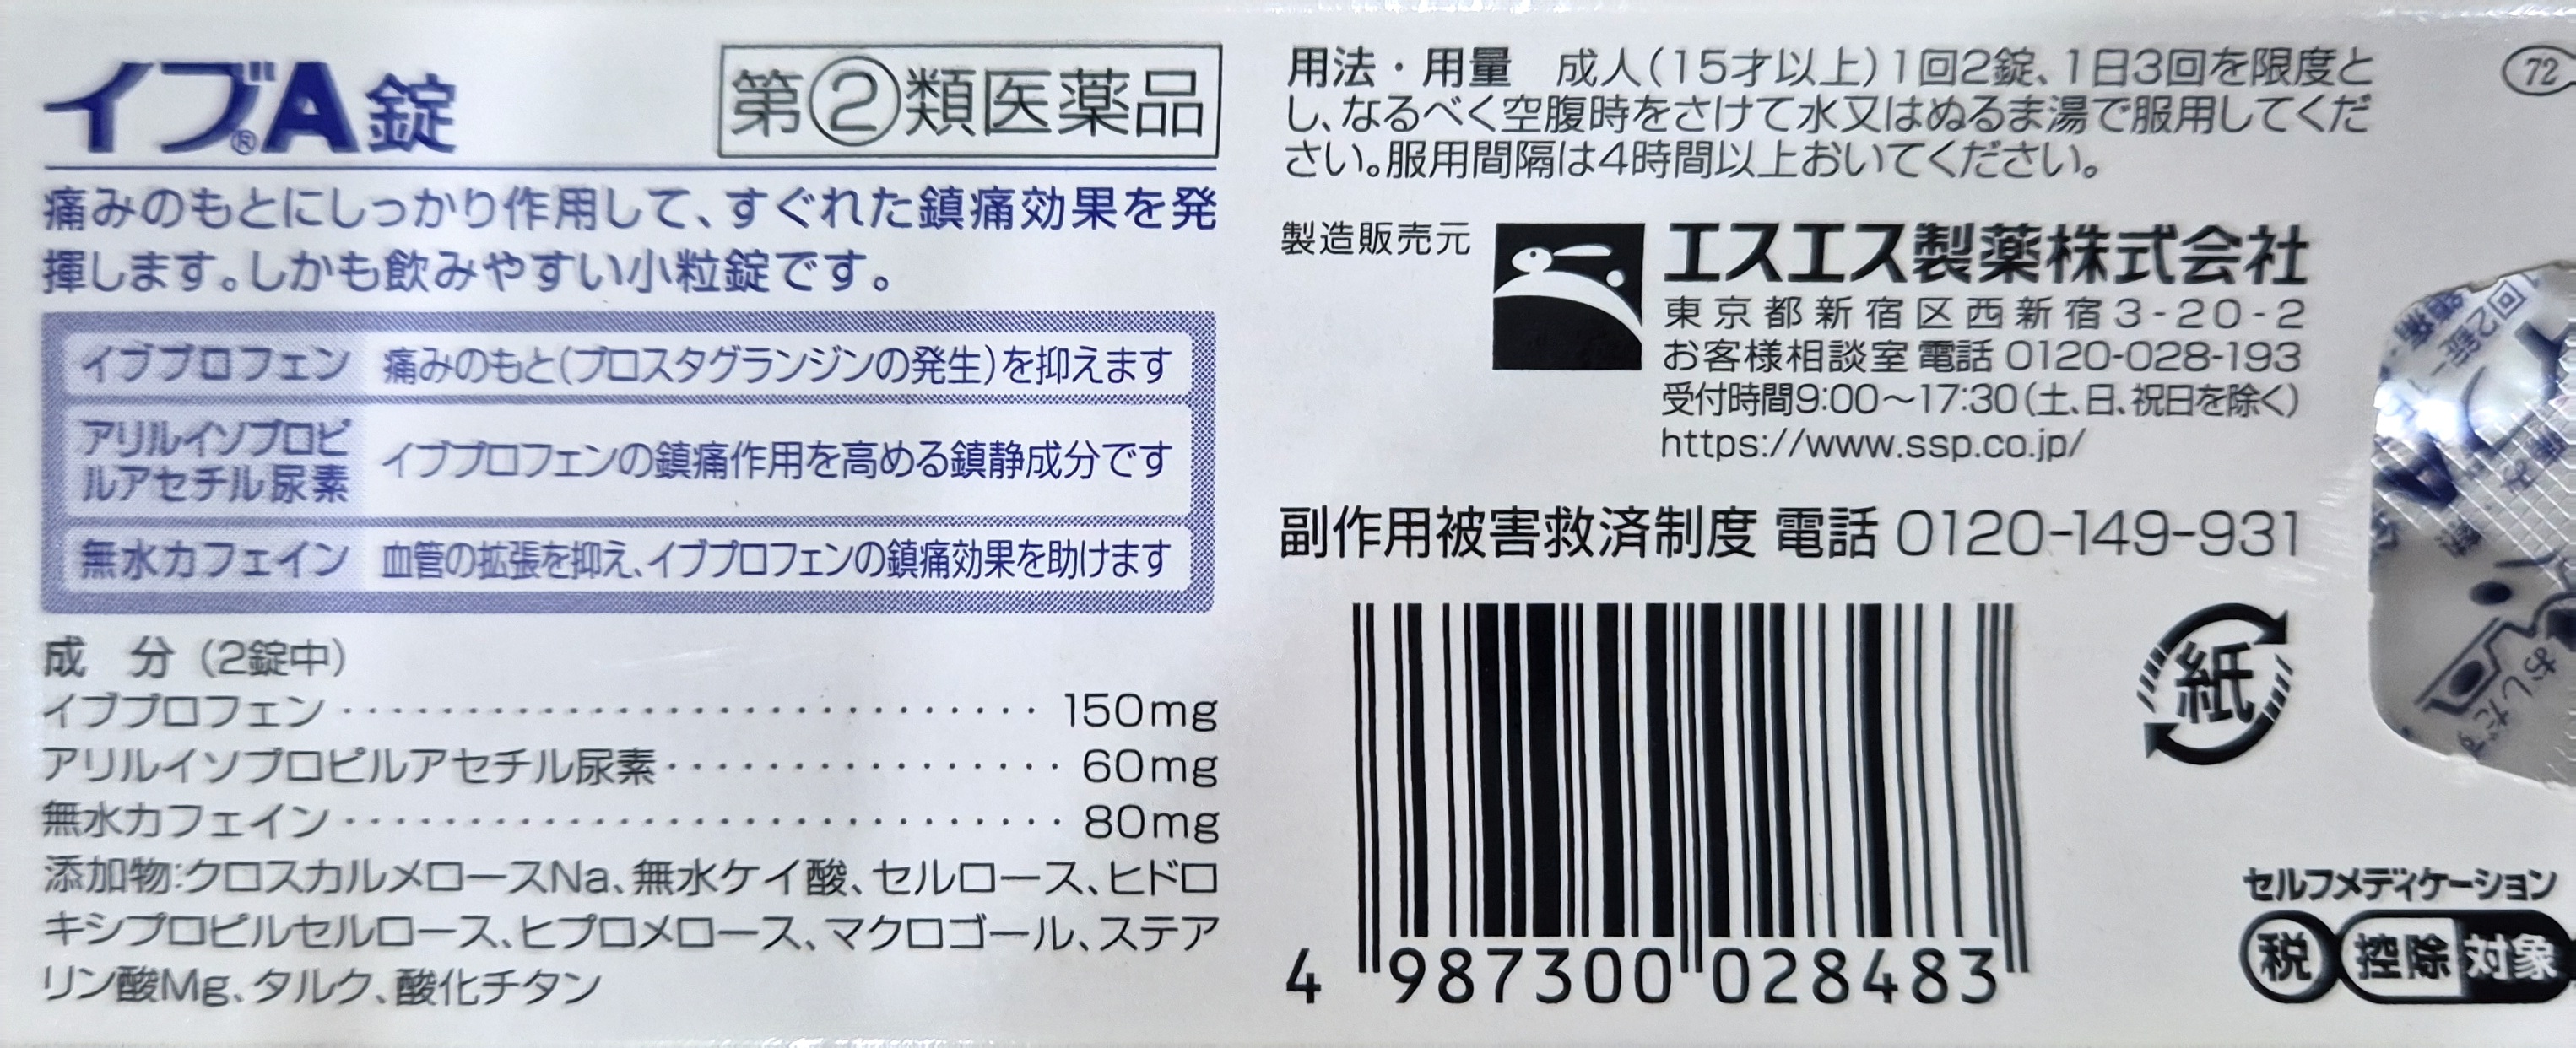 イブ®A錠
第②類医薬品
痛みのもとにしっかり作用して、すぐれた鎮痛効果を発
揮します。しかも飲みやすい小粒錠です。
イブプロフェン 痛みのもと(プロスタグランジンの発生)を抑えます
アリルイソプロピ
ルアセチル尿素 イブプロフェンの鎮痛作用を高める鎮静成分です
無水カフェイン 血管の拡張を抑え、イブプロフェンの鎮痛効果を助けます
成 分(2錠中)
イブプロフェン・・・・・・・・・・・・・・・・・・・・・・・・・・・・・150mg
アリルイソプロピルアセチル尿素・・・・・・・・・・・・・・・・60mg
無水カフェイン・・・・・・・・・・・・・・・・・・・・・・・・・・・・・80mg
添加物:クロスカルメロースNa、無水ケイ酸、セルロース、ヒドロ
キシプロピルセルロース、ヒプロメロース、マクロゴール、ステア
リン酸Mg、タルク、酸化チタン
用法・用量 成人(15才以上)1回2錠、1日3回を限度と
し、なるべく空腹時をさけて水又はぬるま湯で服用してくだ
さい。服用間隔は4時間以上おいてください。
72
製造販売元 エスエス製薬株式会社
東京都新宿区西新宿3-20-2
お客様相談室 電話 0120-028-193
受付時間9:00〜17:30(土、日、祝日を除く)
https://www.ssp.co.jp/
副作用被害救済制度 電話 0120-149-931
4 987300 028483
紙
セルフメディケーション
税 控除 対象
1回2錠
おしだす